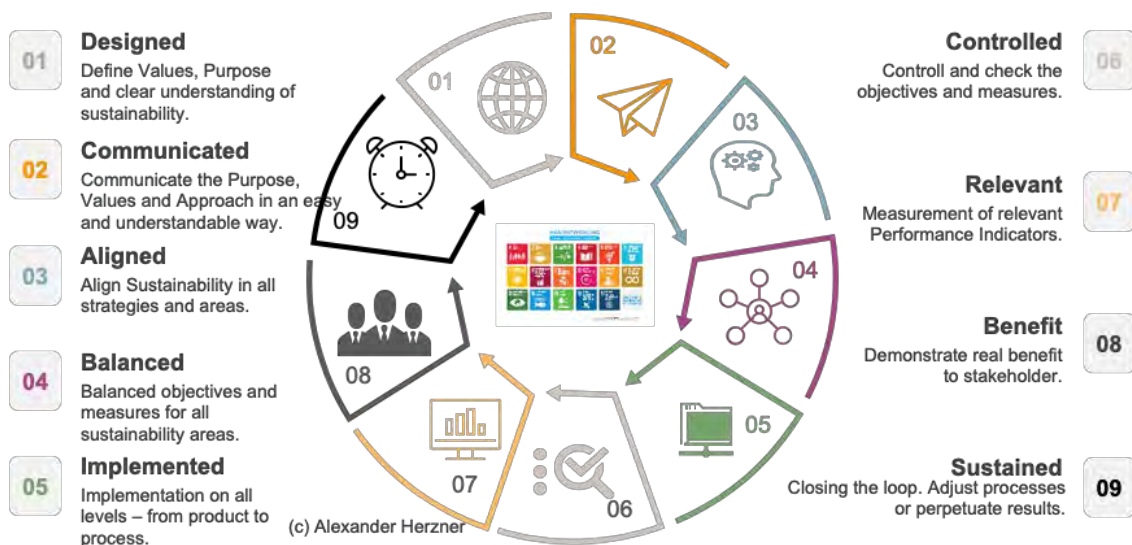 01
Designed
Define Values, Purpose
and clear understanding of
sustainability.
02
Communicated
Communicate the Purpose,
Values and Approach in an easy
and understandable way.
03
Aligned
Align Sustainability in all
strategies and areas.
04
Balanced
Balanced objectives and
measures for all
sustainability areas.
05
Implemented
Implementation on all
levels – from product to
process.
01
02
03
04
05
06
07
08
09
(c) Alexander Herzner
Controlled
06
Controll and check the
objectives and measures.
Relevant
07
Measurement of relevant
Performance Indicators.
Benefit
08
Demonstrate real benefit
to stakeholder.
Sustained
09
Closing the loop. Adjust processes
or perpetuate results.